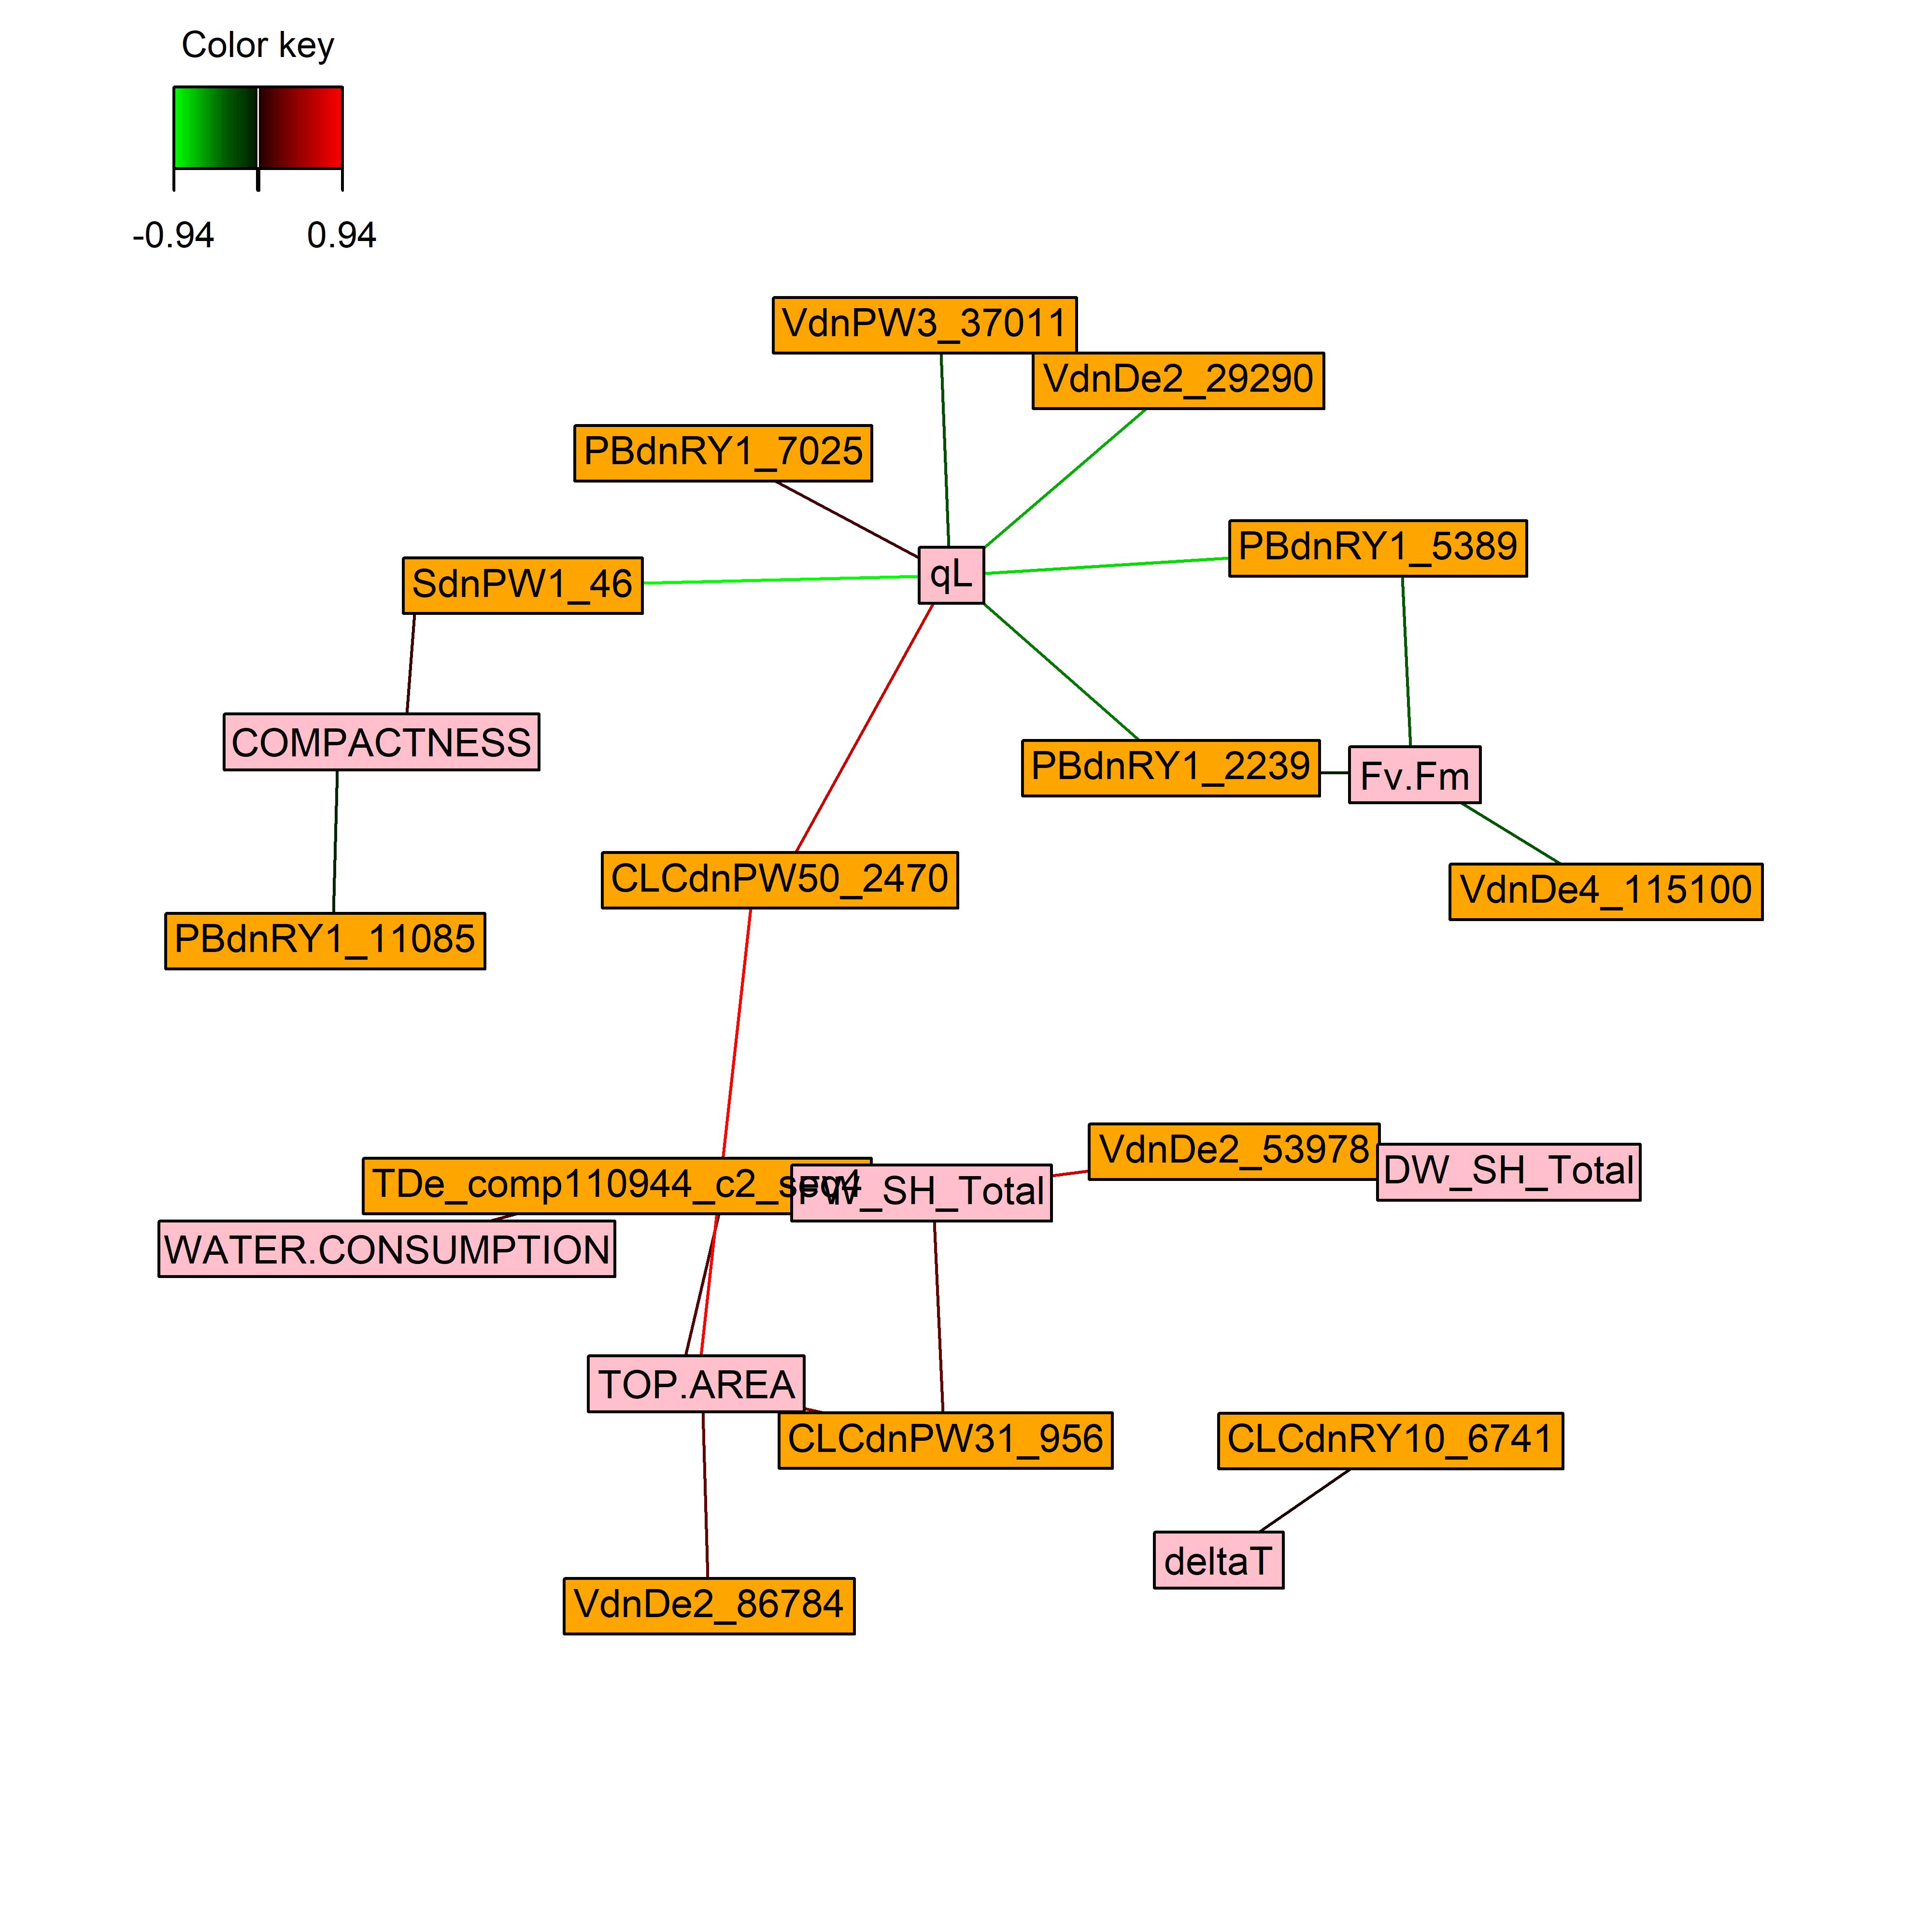 Color key
-0.94 0.94
VdnPW3_37011
VdnDe2_29290
PBdnRY1_7025
PBdnRY1_5389
qL
SdnPW1_46
COMPACTNESS
PBdnRY1_2239
Fv.Fm
CLCdnPW50_2470
VdnDe4_115100
PBdnRY1_11085
VdnDe2_53978
DW_SH_Total
TDe_comp110944_c2_seq4
FW_SH_Total
WATER.CONSUMPTION
TOP.AREA
CLCdnPW31_956
CLCdnRY10_6741
deltaT
VdnDe2_86784